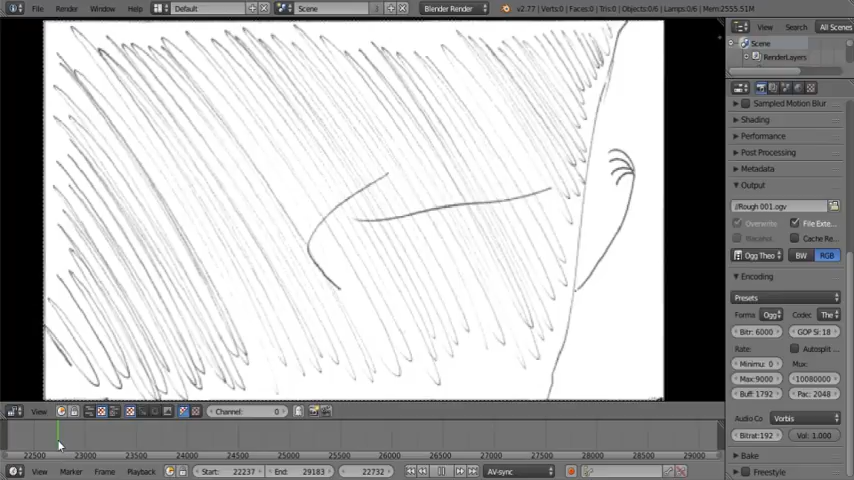 File Render Window Help Default Scene Blender Render v2.77 | Verts:0 | Faces:0 | Tris:0 | Objects:0/6 | Lamps:0/6 | Mem:2555.51M
View Search All Scenes
Scene
RenderLayers
Sampled Motion Blur
Shading
Performance
Post Processing
Metadata
Output
//Rough 001.ogv
Overwrite File Exte...
Placehol Cache Re...
Ogg Theo BW RGB
Encoding
Presets
Forma Ogg Codec The
Bitr: 6000 GOP Si: 18
Rate: Autosplit ...
Minimu: 0 Mux:
Max:9000 10080000
Buff: 1792 Pac: 2048
Audio Co Vorbis
Bitrat:192 Vol: 1.000
Bake
Freestyle
View Channel: 0
22500 23000 23500 24000 24500 25000 25500 26000 26500 27000 27500 28000 28500 29000
View Marker Frame Playback Start: 22237 End: 29183 22732 AV-sync